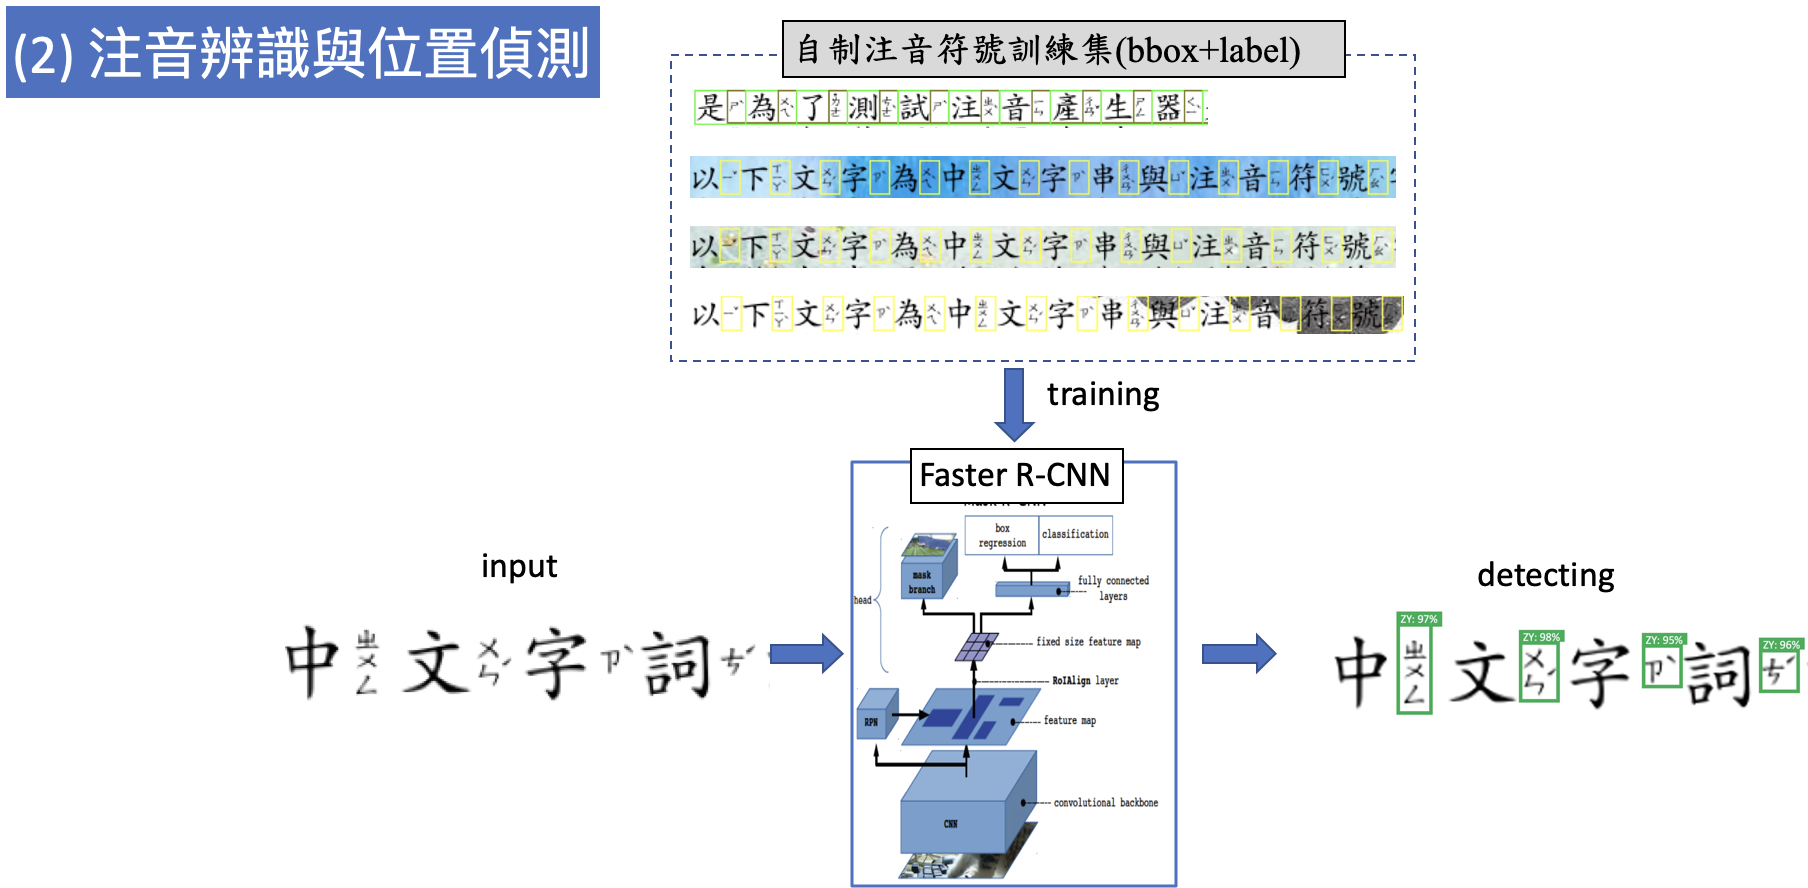 (2) 注音辨識與位置偵測
自制注音符號訓練集(bbox+label)
是ㄕˋ為ㄨㄟˋ了ㄌㄜ˙測ㄘㄜˋ試ㄕˋ注ㄓㄨˋ音ㄧㄣ產ㄔㄢˇ生ㄕㄥ器ㄑㄧˋ
以ㄧˇ下ㄒㄧㄚˋ文ㄨㄣˊ字ㄗˋ為ㄨㄟˊ中ㄓㄨㄥ文ㄨㄣˊ字ㄗˋ串ㄔㄨㄢˋ與ㄩˇ注ㄓㄨˋ音ㄧㄣ符ㄈㄨˊ號ㄏㄠˋ
以ㄧˇ下ㄒㄧㄚˋ文ㄨㄣˊ字ㄗˋ為ㄨㄟˊ中ㄓㄨㄥ文ㄨㄣˊ字ㄗˋ串ㄔㄨㄢˋ與ㄩˇ注ㄓㄨˋ音ㄧㄣ符ㄈㄨˊ號ㄏㄠˋ
以ㄧˇ下ㄒㄧㄚˋ文ㄨㄣˊ字ㄗˋ為ㄨㄟˊ中ㄓㄨㄥ文ㄨㄣˊ字ㄗˋ串ㄔㄨㄢˋ與ㄩˇ注ㄓㄨˋ音符號
training
Faster R-CNN
box regression
classification
mask branch
head
fully connected layers
fixed size feature map
RoIAlign layer
RPN
feature map
convolutional backbone
CNN
input
中ㄓㄨㄥ文ㄨㄣˊ字ㄗˋ詞ㄘˊ
detecting
ZY: 97%
ZY: 98%
ZY: 95%
ZY: 96%
中ㄓㄨㄥ文ㄨㄣˊ字ㄗˋ詞ㄘˊ